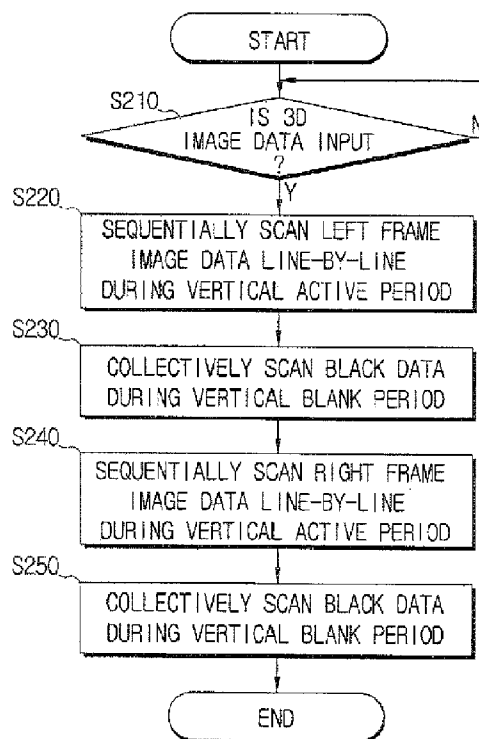 START
S210
IS 3D
IMAGE DATA INPUT
?
N
Y
S220
SEQUENTIALLY SCAN LEFT FRAME
IMAGE DATA LINE-BY-LINE
DURING VERTICAL ACTIVE PERIOD
S230
COLLECTIVELY SCAN BLACK DATA
DURING VERTICAL BLANK PERIOD
S240
SEQUENTIALLY SCAN RIGHT FRAME
IMAGE DATA LINE-BY-LINE
DURING VERTICAL ACTIVE PERIOD
S250
COLLECTIVELY SCAN BLACK DATA
DURING VERTICAL BLANK PERIOD
END